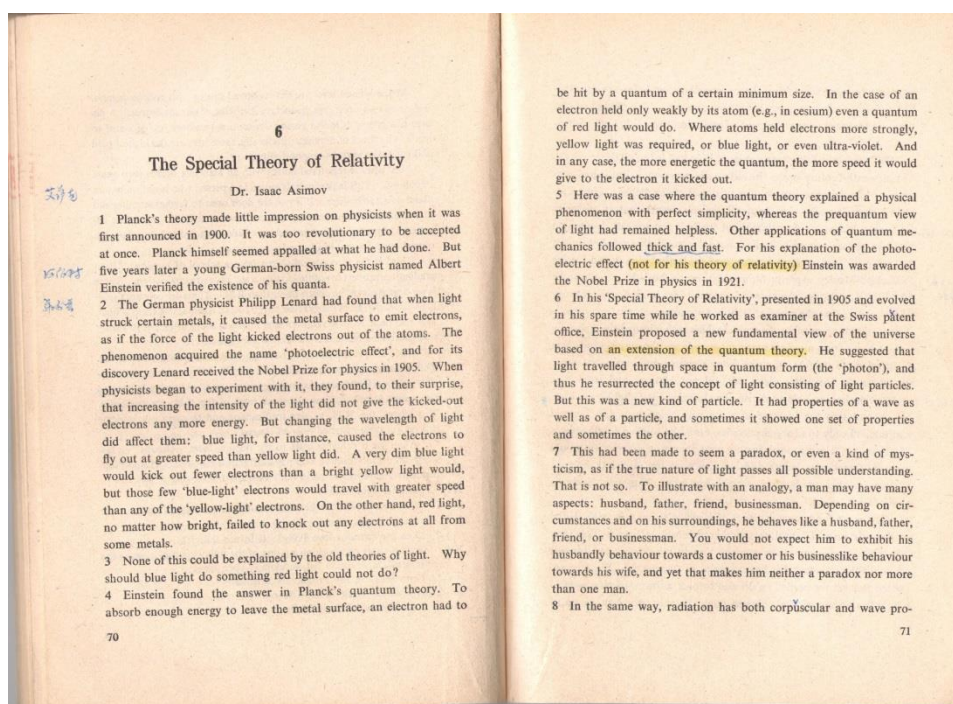 6
The Special Theory of Relativity
Dr. Isaac Asimov
1 Planck's theory made little impression on physicists when it was
first announced in 1900. It was too revolutionary to be accepted
at once. Planck himself seemed appalled at what he had done. But
five years later a young German-born Swiss physicist named Albert
Einstein verified the existence of his quanta.
2 The German physicist Philipp Lenard had found that when light
struck certain metals, it caused the metal surface to emit electrons,
as if the force of the light kicked electrons out of the atoms. The
phenomenon acquired the name ‘photoelectric effect’, and for its
discovery Lenard received the Nobel Prize for physics in 1905. When
physicists began to experiment with it, they found, to their surprise,
that increasing the intensity of the light did not give the kicked-out
electrons any more energy. But changing the wavelength of light
did affect them: blue light, for instance, caused the electrons to
fly out at greater speed than yellow light did. A very dim blue light
would kick out fewer electrons than a bright yellow light would,
but those few ‘blue-light’ electrons would travel with greater speed
than any of the ‘yellow-light’ electrons. On the other hand, red light,
no matter how bright, failed to knock out any electrons at all from
some metals.
3 None of this could be explained by the old theories of light. Why
should blue light do something red light could not do?
4 Einstein found the answer in Planck's quantum theory. To
absorb enough energy to leave the metal surface, an electron had to
70
be hit by a quantum of a certain minimum size. In the case of an
electron held only weakly by its atom (e.g., in cesium) even a quantum
of red light would do. Where atoms held electrons more strongly,
yellow light was required, or blue light, or even ultra-violet. And
in any case, the more energetic the quantum, the more speed it would
give to the electron it kicked out.
5 Here was a case where the quantum theory explained a physical
phenomenon with perfect simplicity, whereas the prequantum view
of light had remained helpless. Other applications of quantum me-
chanics followed thick and fast. For his explanation of the photo-
electric effect (not for his theory of relativity) Einstein was awarded
the Nobel Prize in physics in 1921.
6 In his ‘Special Theory of Relativity’, presented in 1905 and evolved
in his spare time while he worked as examiner at the Swiss patent
office, Einstein proposed a new fundamental view of the universe
based on an extension of the quantum theory. He suggested that
light travelled through space in quantum form (the ‘photon’), and
thus he resurrected the concept of light consisting of light particles.
But this was a new kind of particle. It had properties of a wave as
well as of a particle, and sometimes it showed one set of properties
and sometimes the other.
7 This had been made to seem a paradox, or even a kind of mys-
ticism, as if the true nature of light passes all possible understanding.
That is not so. To illustrate with an analogy, a man may have many
aspects: husband, father, friend, businessman. Depending on cir-
cumstances and on his surroundings, he behaves like a husband, father,
friend, or businessman. You would not expect him to exhibit his
husbandly behaviour towards a customer or his businesslike behaviour
towards his wife, and yet that makes him neither a paradox nor more
than one man.
8 In the same way, radiation has both corpuscular and wave pro-
71